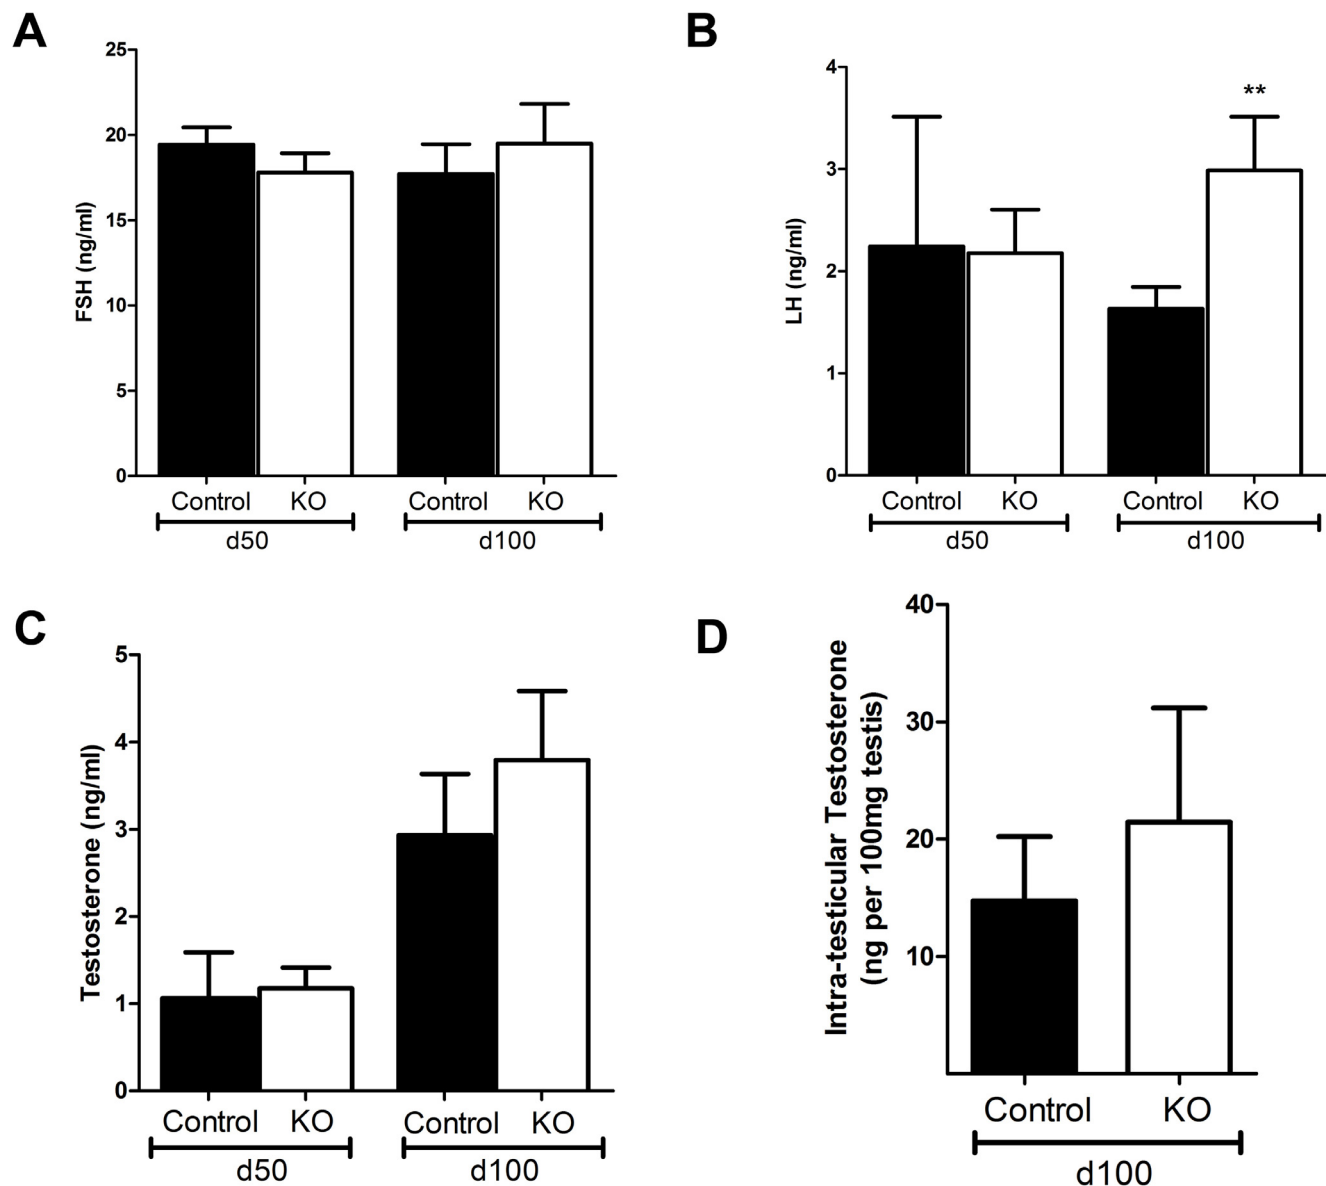 A
FSH (ng/ml)
25
20
15
10
5
0
Control KO Control KO
d50 d100
B
LH (ng/ml)
4
3
2
1
0
**
Control KO Control KO
d50 d100
C
Testosterone (ng/ml)
5
4
3
2
1
0
Control KO Control KO
d50 d100
D
Intra-testicular Testosterone
(ng per 100mg testis)
40
30
20
10
Control KO
d100